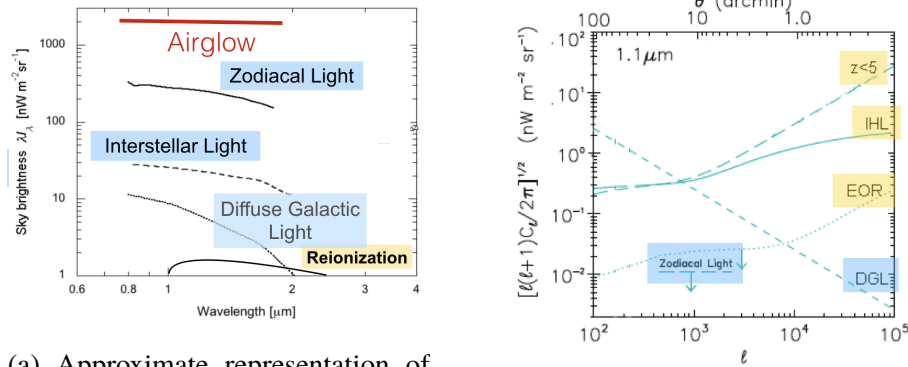 1000
100
10
1
Sky brightness λIλ [nW m-2 sr-1]
Airglow
Zodiacal Light
Interstellar Light
Diffuse Galactic
Light
Reionization
0.6 0.8 1 2 3 4
Wavelength [μm]
(a) Approximate representation of
θ (arcmin)
100 10 1.0
1.1μm
z<5
IHL
EOR
Zodiacal Light
DGL
.10²
.10¹
10⁰
10⁻¹
10⁻²
[ℓ(ℓ+1)Cℓ/2π]^1/2 (nW m⁻² sr⁻¹)
10² 10³ 10⁴ 10⁵
ℓ